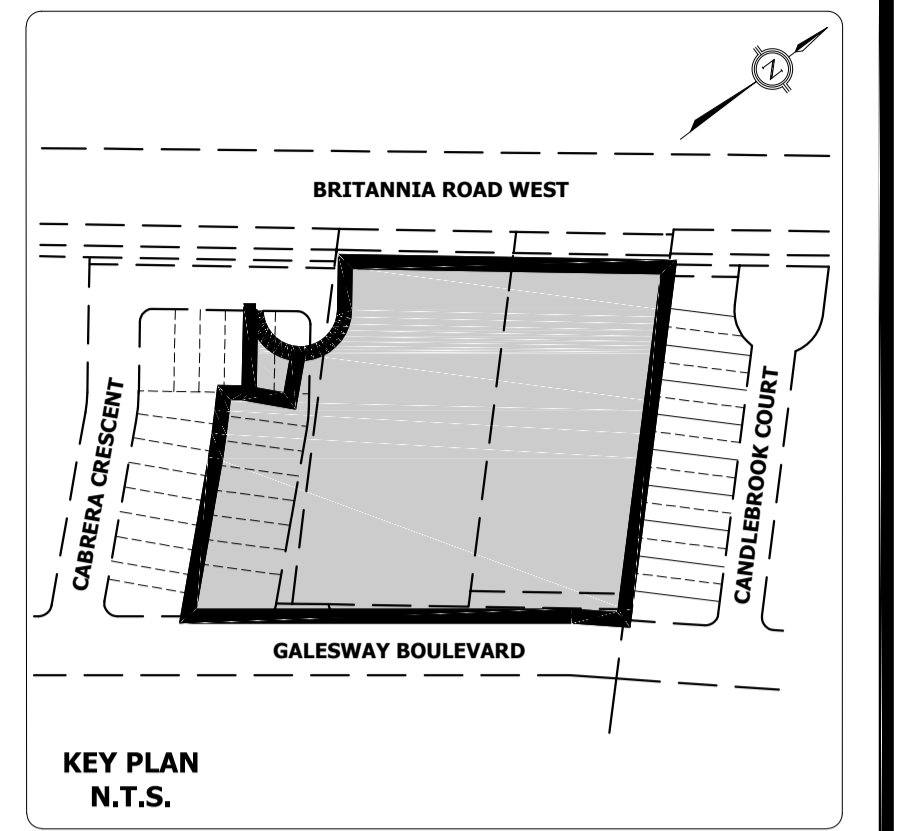 N
BRITANNIA ROAD WEST
CABRERA CRESCENT
CANDLEBROOK COURT
GALESWAY BOULEVARD
KEY PLAN
N.T.S.